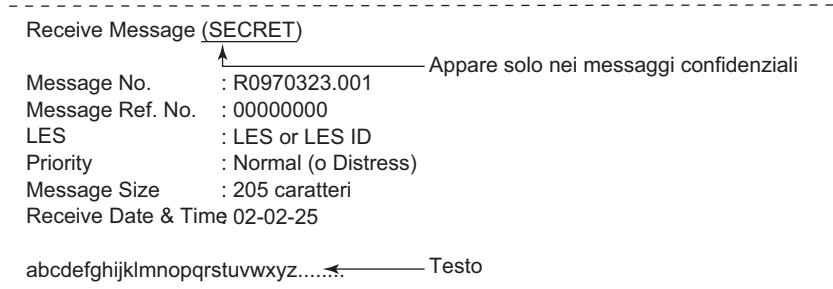 Receive Message (SECRET)
Appare solo nei messaggi confidenziali
Message No. : R0970323.001
Message Ref. No. : 00000000
LES : LES or LES ID
Priority : Normal (o Distress)
Message Size : 205 caratteri
Receive Date & Time : 02-02-25
abcdefghijklmnopqrstuvwxyz........ Testo